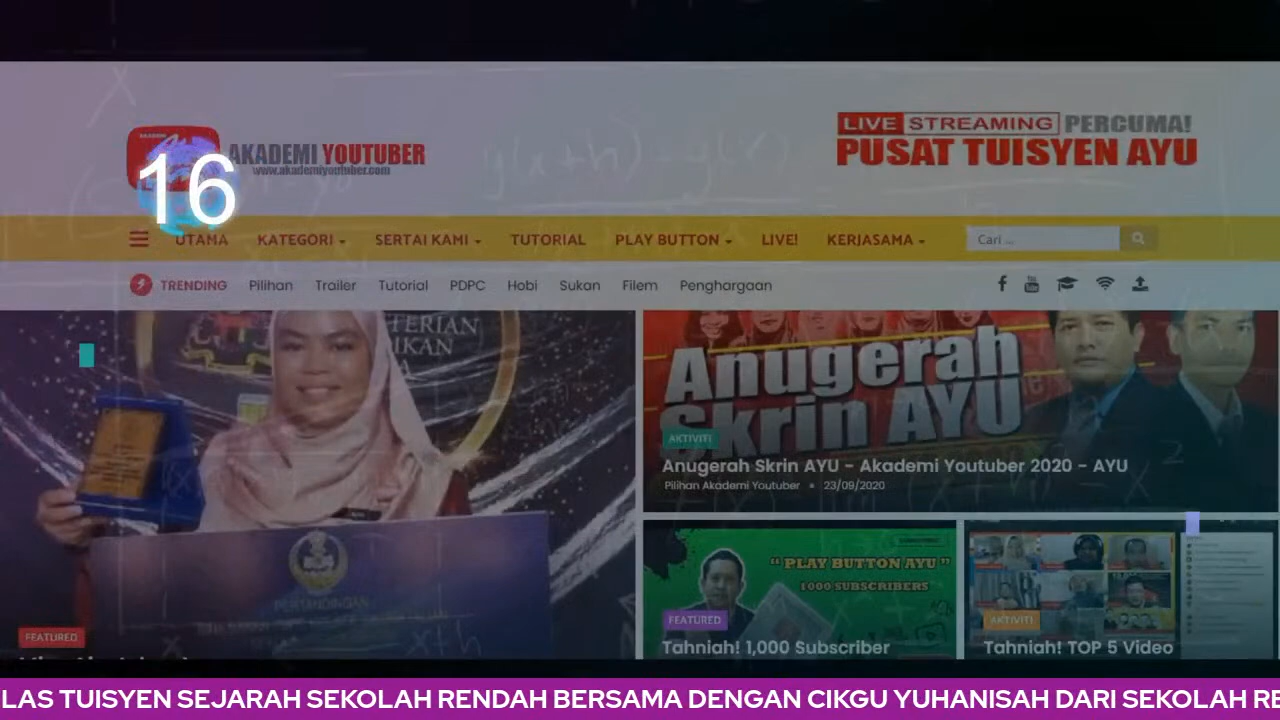 LIVE STREAMING PERCUMA!
PUSAT TUISYEN AYU
AKADEMI YOUTUBER
www.akademiyoutuber.com
16
UTAMA KATEGORI SERTAI KAMI TUTORIAL PLAY BUTTON LIVE! KERJASAMA Cari ...
TRENDING Pilihan Trailer Tutorial PDPC Hobi Sukan Filem Penghargaan
Anugerah
Skrin AYU
AKTIVITI
Anugerah Skrin AYU - Akademi Youtuber 2020 - AYU
Pilihan Akademi Youtuber 23/09/2020
PERTANDINGAN
FEATURED
“ PLAY BUTTON AYU ”
1000 SUBSCRIBERS
FEATURED
Tahniah! 1,000 Subscriber
AKTIVITI
Tahniah! TOP 5 Video
LAS TUISYEN SEJARAH SEKOLAH RENDAH BERSAMA DENGAN CIKGU YUHANISAH DARI SEKOLAH RE